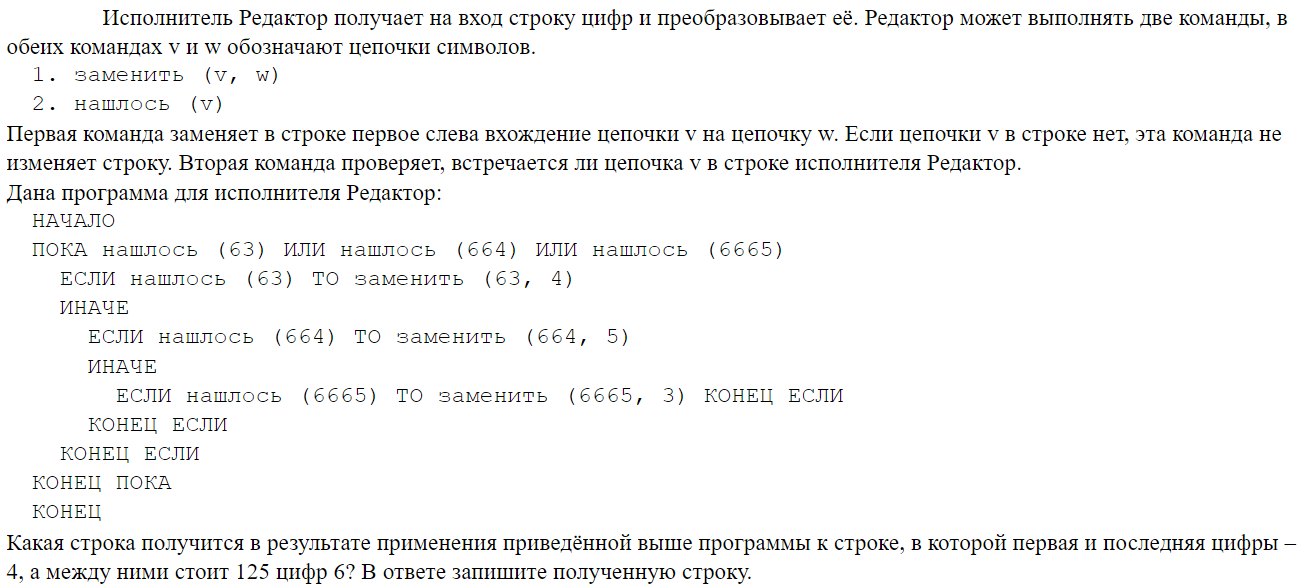 Исполнитель Редактор получает на вход строку цифр и преобразовывает её. Редактор может выполнять две команды, в
обеих командах v и w обозначают цепочки символов.
1. заменить (v, w)
2. нашлось (v)
Первая команда заменяет в строке первое слева вхождение цепочки v на цепочку w. Если цепочки v в строке нет, эта команда не
изменяет строку. Вторая команда проверяет, встречается ли цепочка v в строке исполнителя Редактор.
Дана программа для исполнителя Редактор:
НАЧАЛО
ПОКА нашлось (63) ИЛИ нашлось (664) ИЛИ нашлось (6665)
ЕСЛИ нашлось (63) ТО заменить (63, 4)
ИНАЧЕ
ЕСЛИ нашлось (664) ТО заменить (664, 5)
ИНАЧЕ
ЕСЛИ нашлось (6665) ТО заменить (6665, 3) КОНЕЦ ЕСЛИ
КОНЕЦ ЕСЛИ
КОНЕЦ ЕСЛИ
КОНЕЦ ПОКА
КОНЕЦ
Какая строка получится в результате применения приведённой выше программы к строке, в которой первая и последняя цифры –
4, а между ними стоит 125 цифр 6? В ответе запишите полученную строку.